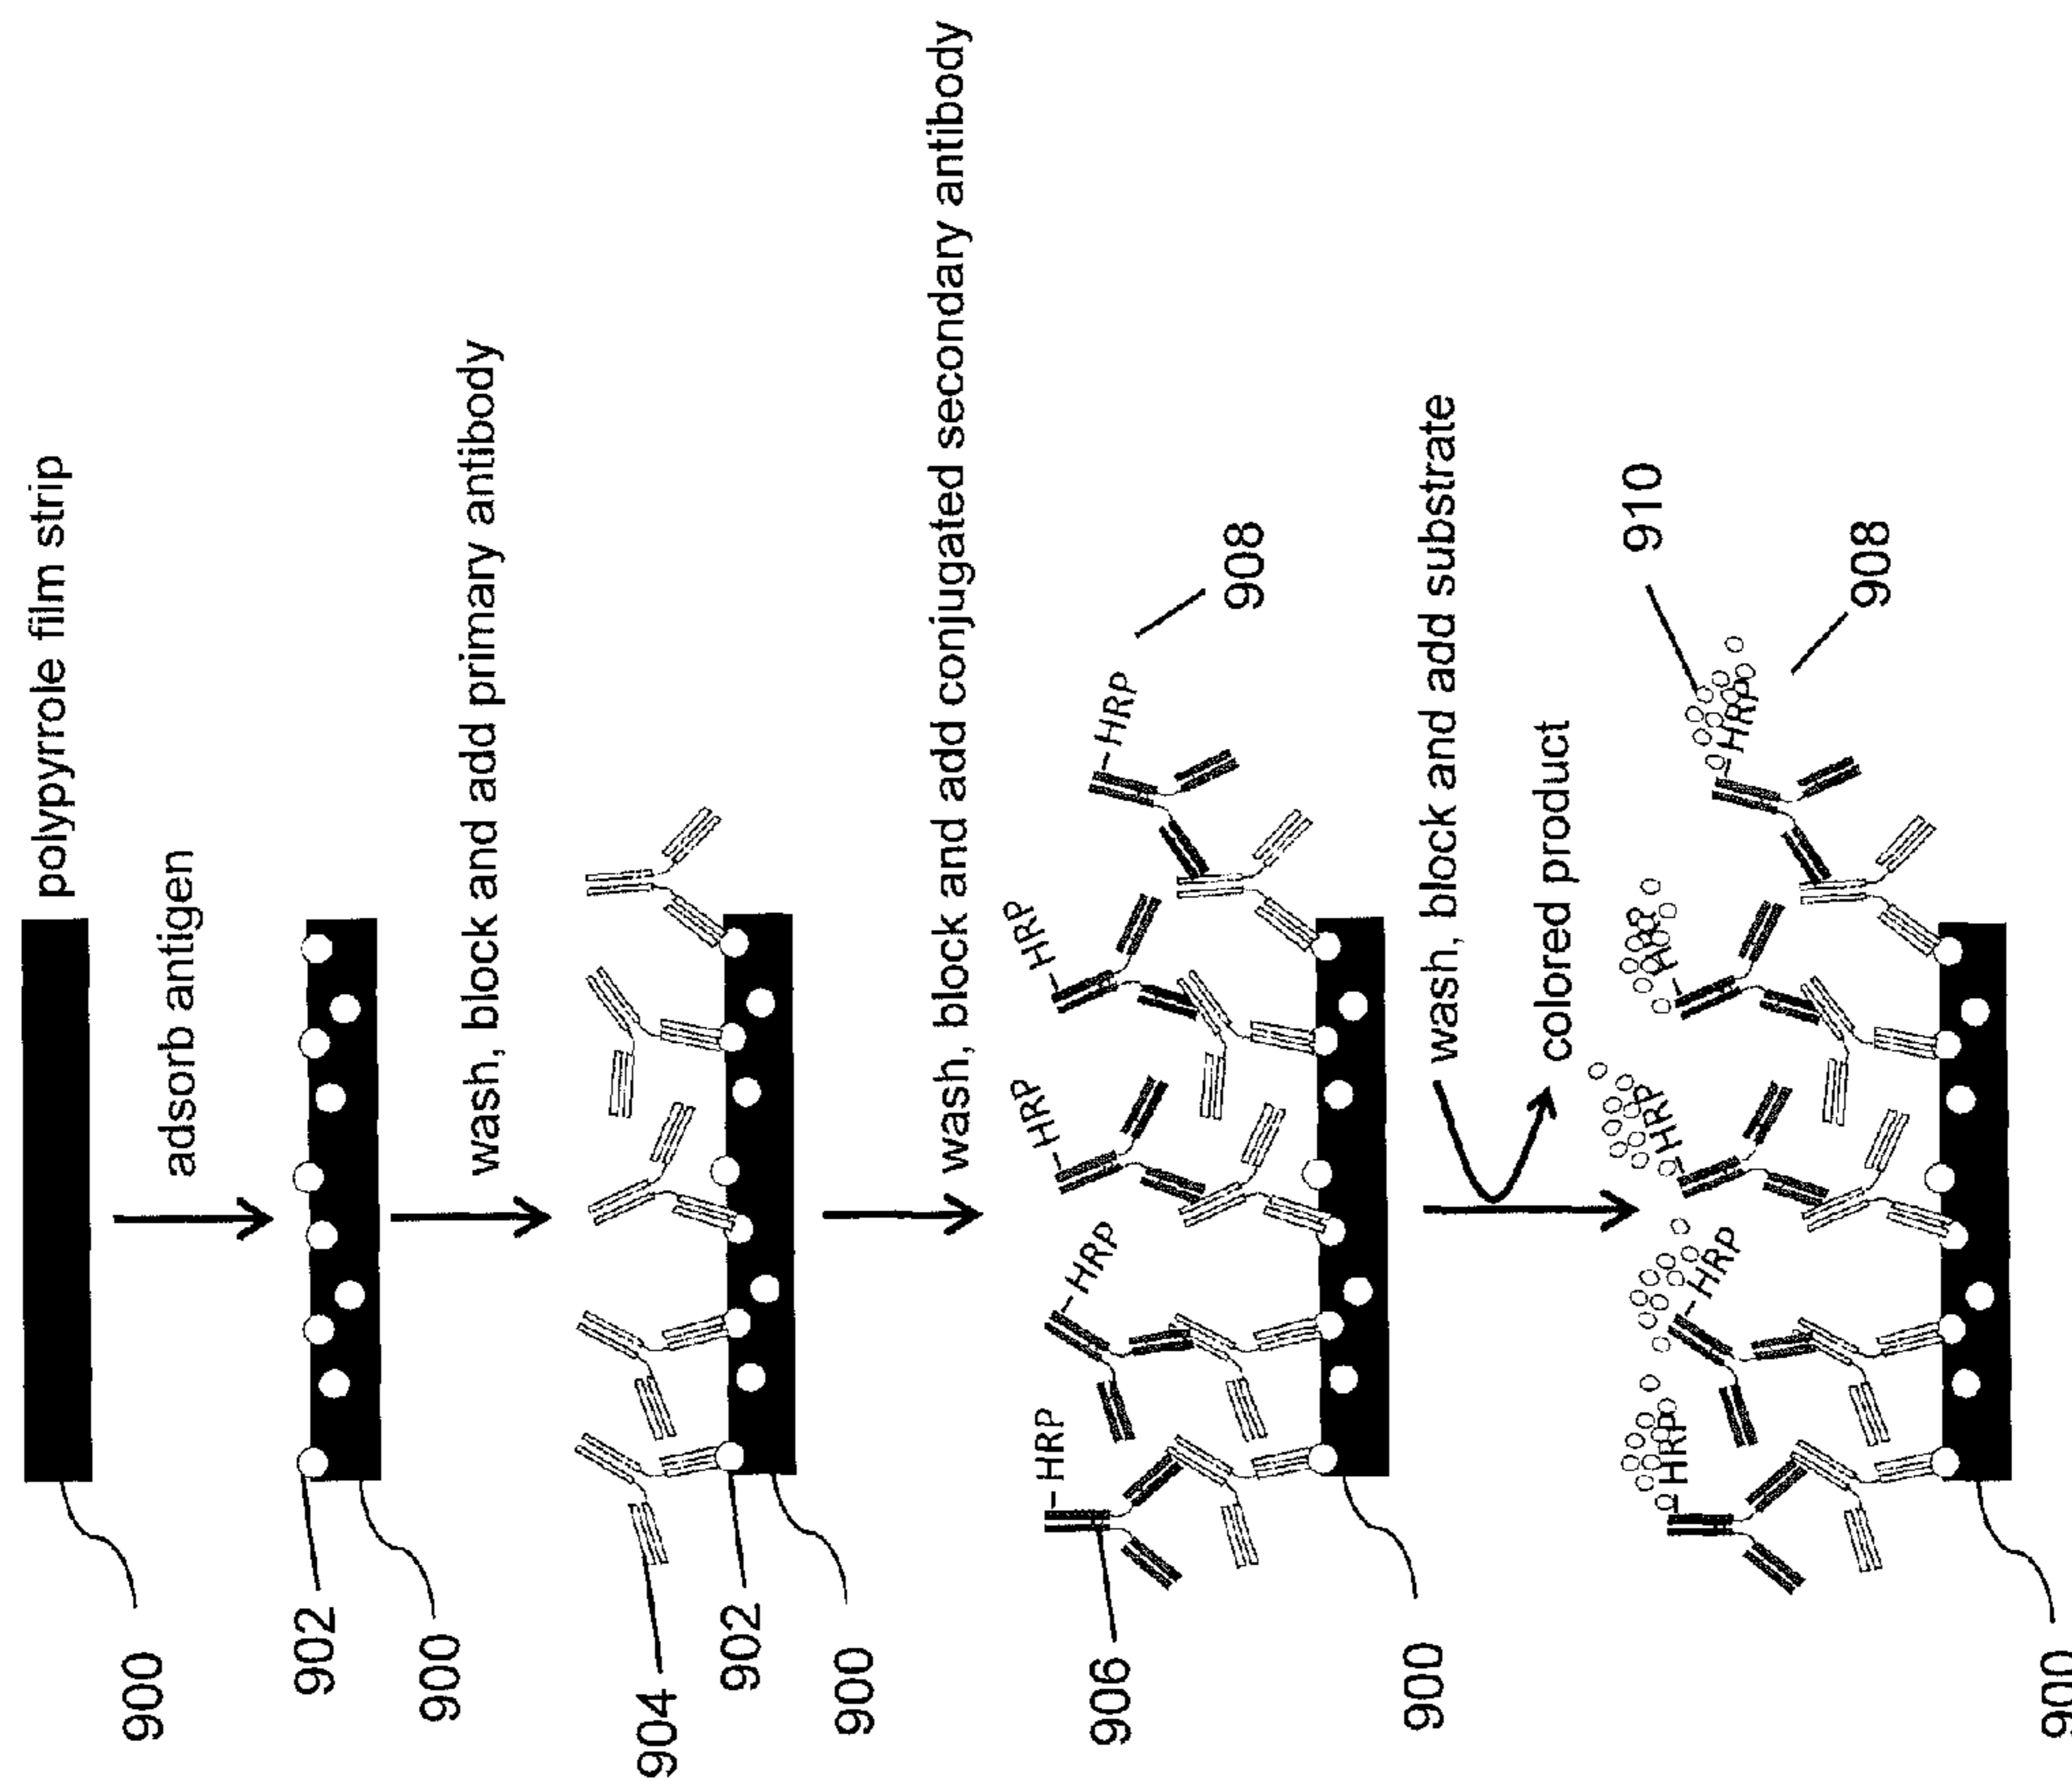 polypyrrole film strip
900
adsorb antigen
902
900
wash, block and add primary antibody
904
902
900
wash, block and add conjugated secondary antibody
-HRP
-HRP
-HRP
-HRP
-HRP
906
908
900
wash, block and add substrate
colored product
910
HRP
-HRP
HRP
HRP
HRP
908
900